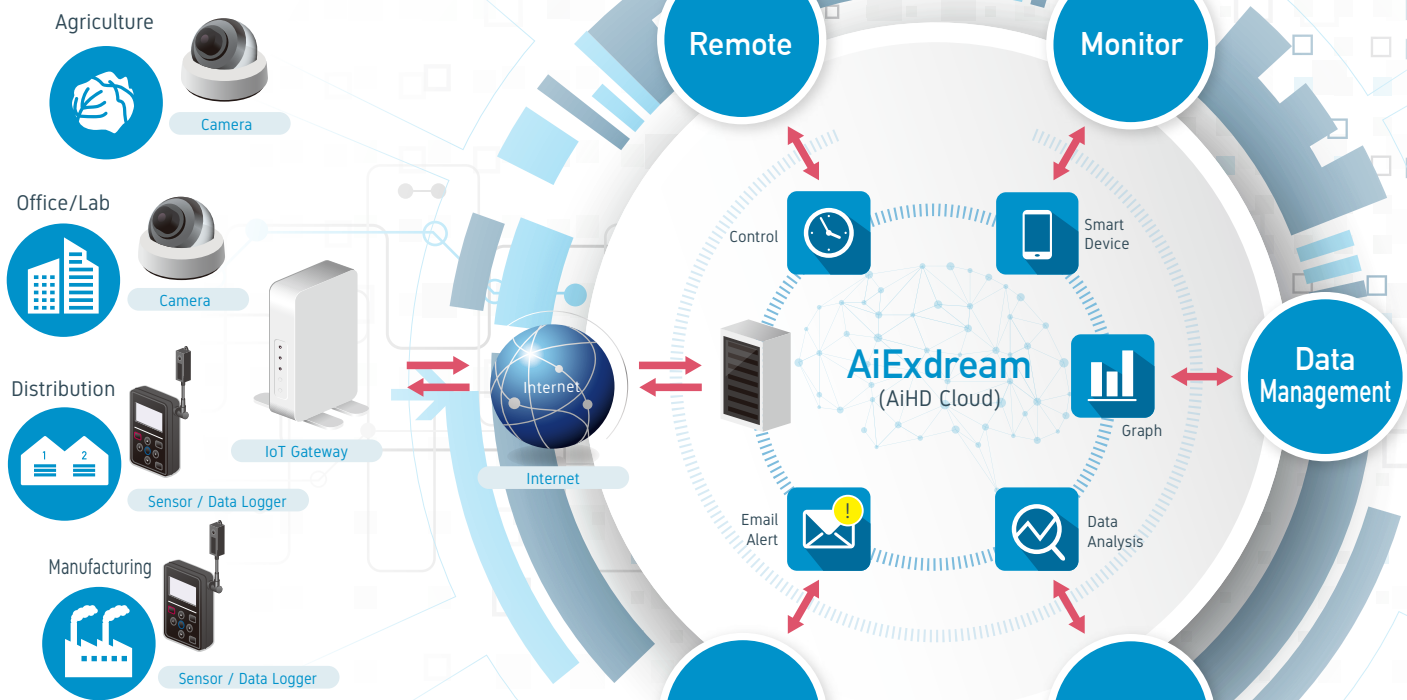 Agriculture
Camera
Office/Lab
Camera
Distribution
1 2
Sensor / Data Logger
Manufacturing
Sensor / Data Logger
IoT Gateway
Internet
Internet
Remote
Monitor
Control
Smart
Device
AiExdream
(AiHD Cloud)
Graph
Data
Management
Email
Alert
!
Data
Analysis